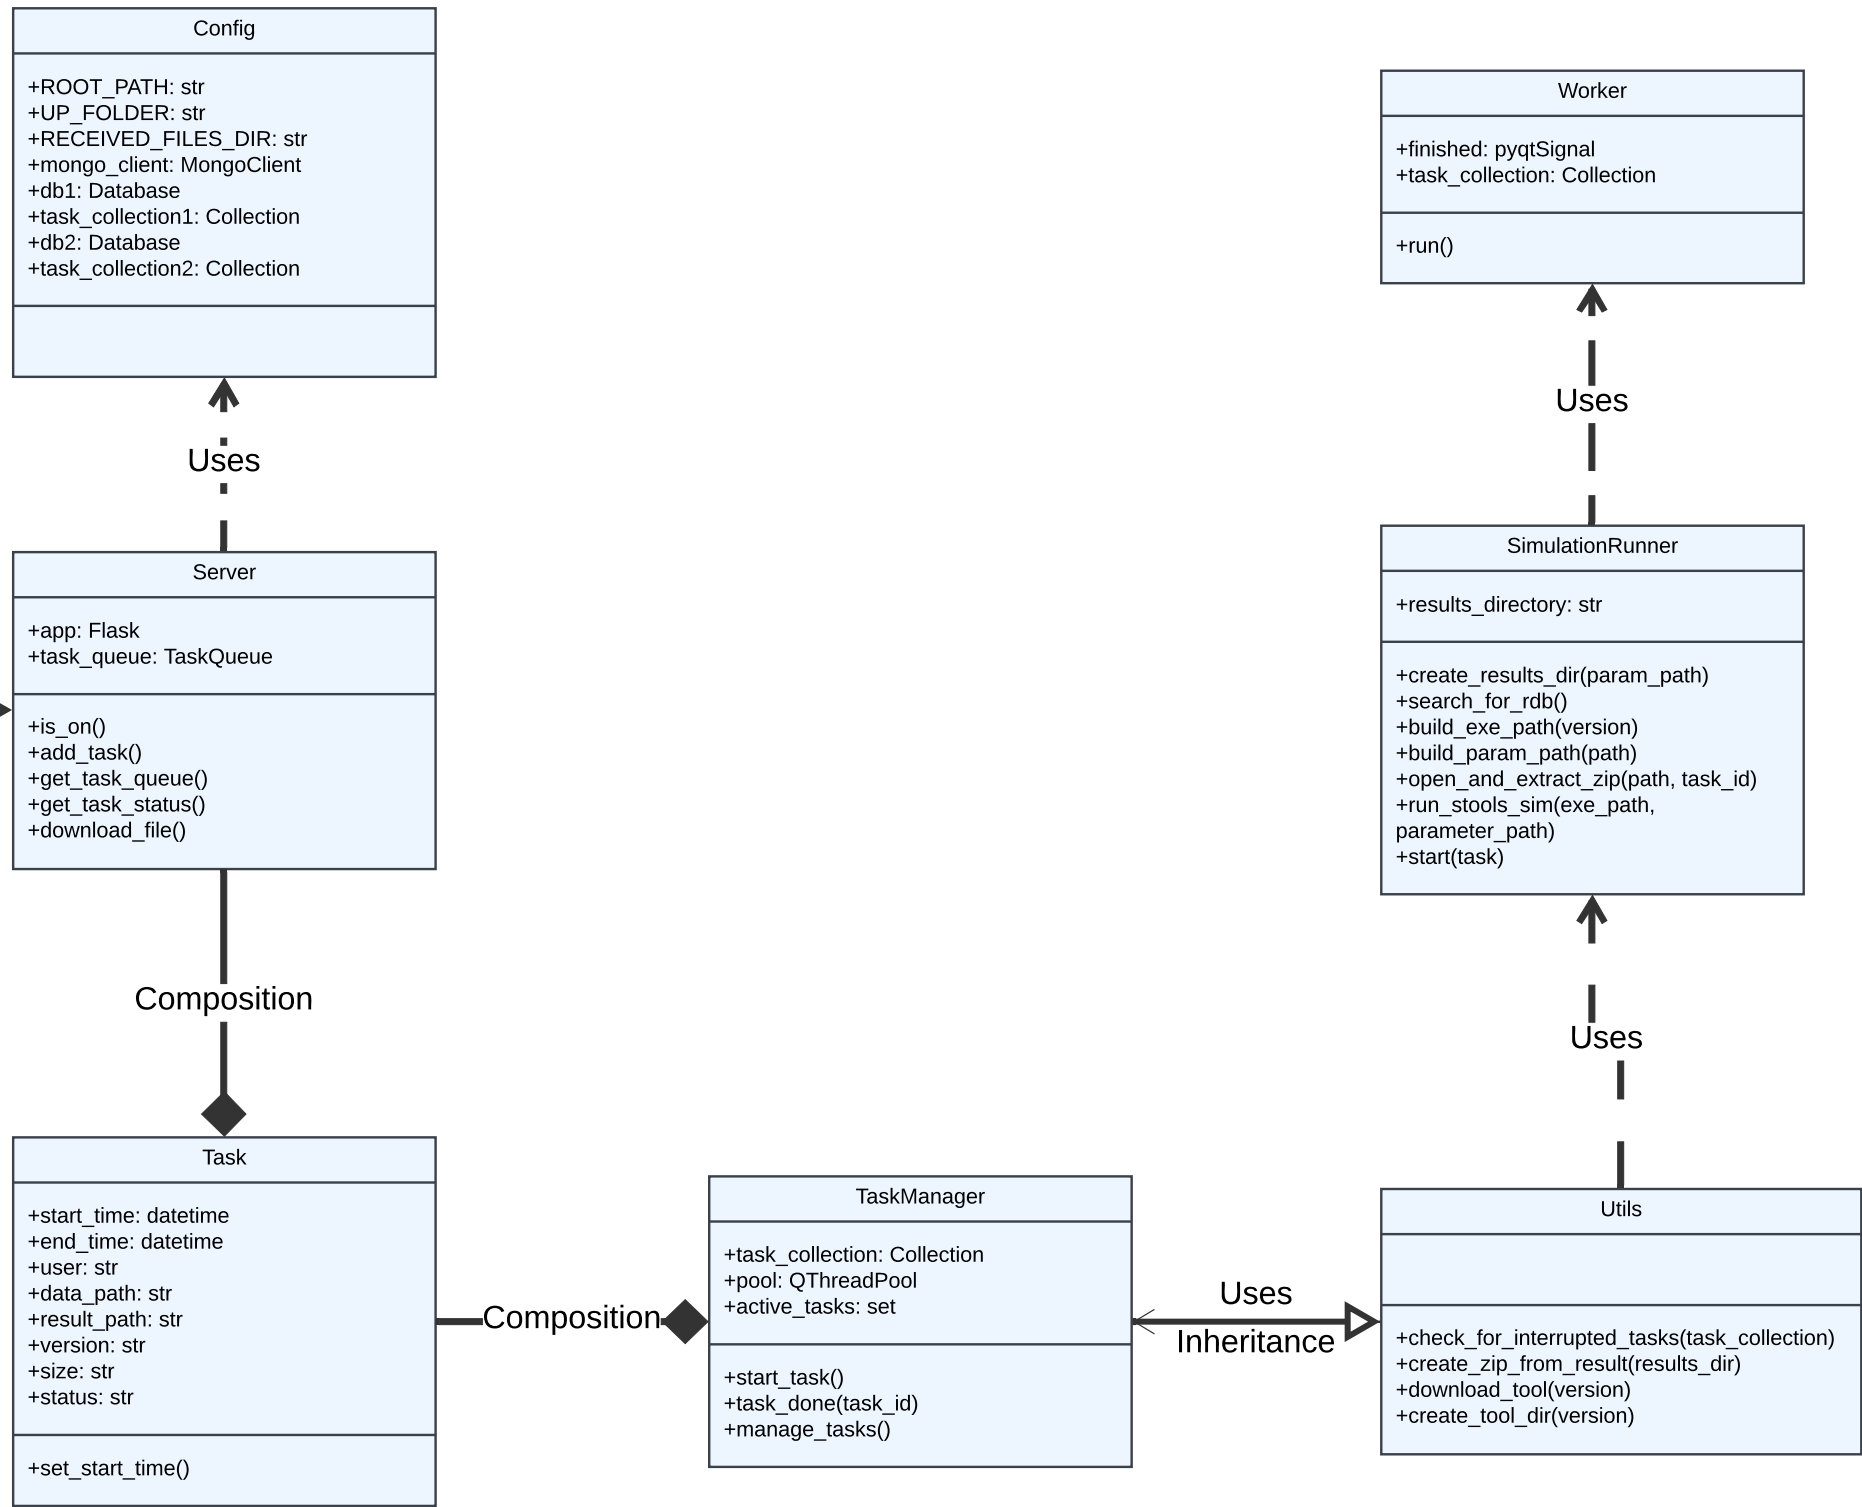 Config
+ROOT_PATH: str
+UP_FOLDER: str
+RECEIVED_FILES_DIR: str
+mongo_client: MongoClient
+db1: Database
+task_collection1: Collection
+db2: Database
+task_collection2: Collection
Uses
Server
+app: Flask
+task_queue: TaskQueue
+is_on()
+add_task()
+get_task_queue()
+get_task_status()
+download_file()
Composition
Task
+start_time: datetime
+end_time: datetime
+user: str
+data_path: str
+result_path: str
+version: str
+size: str
+status: str
+set_start_time()
Composition
TaskManager
+task_collection: Collection
+pool: QThreadPool
+active_tasks: set
+start_task()
+task_done(task_id)
+manage_tasks()
Uses
Inheritance
Worker
+finished: pyqtSignal
+task_collection: Collection
+run()
Uses
SimulationRunner
+results_directory: str
+create_results_dir(param_path)
+search_for_rdb()
+build_exe_path(version)
+build_param_path(path)
+open_and_extract_zip(path, task_id)
+run_stools_sim(exe_path,
parameter_path)
+start(task)
Uses
Utils
+check_for_interrupted_tasks(task_collection)
+create_zip_from_result(results_dir)
+download_tool(version)
+create_tool_dir(version)